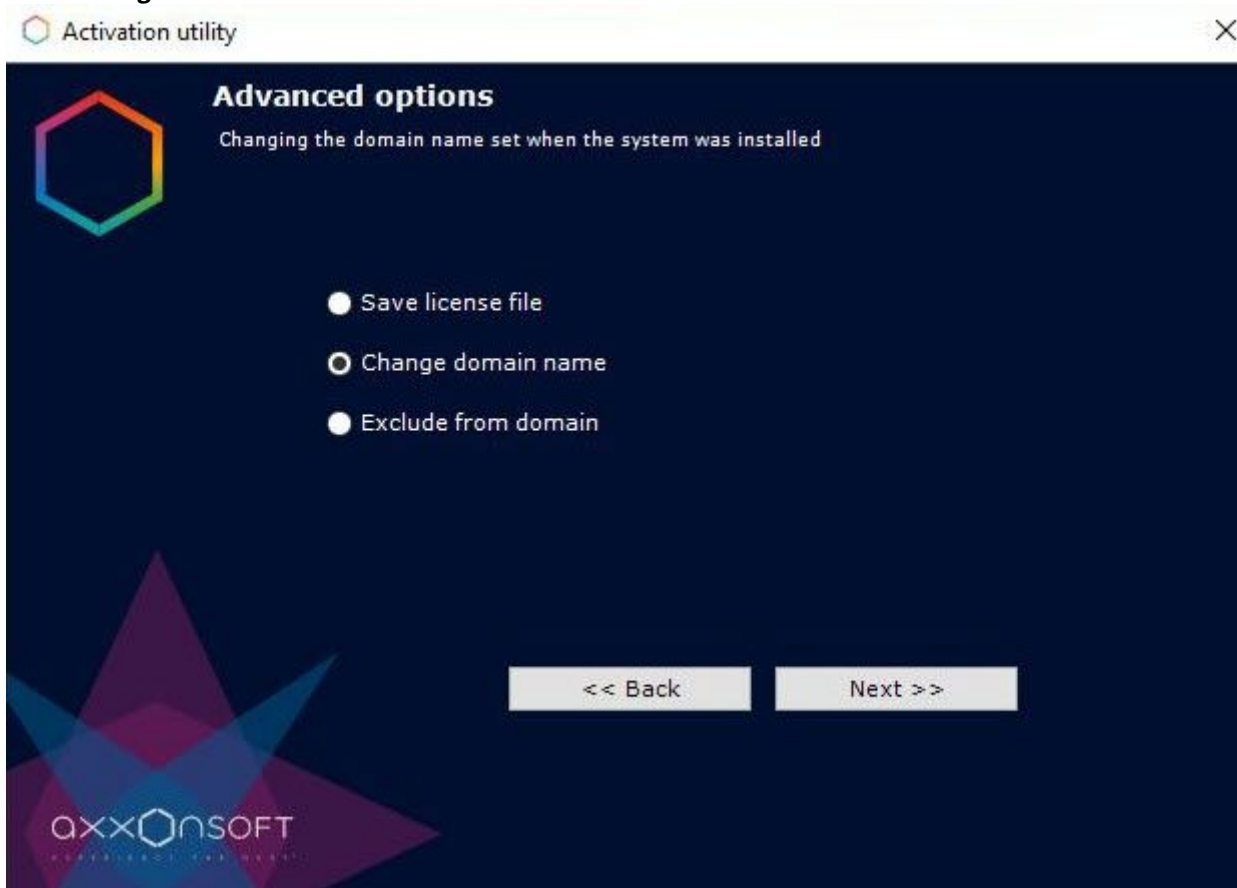 Activation utility
Advanced options
Changing the domain name set when the system was installed
Save license file
Change domain name
Exclude from domain
<< Back
Next >>
axxonsoft